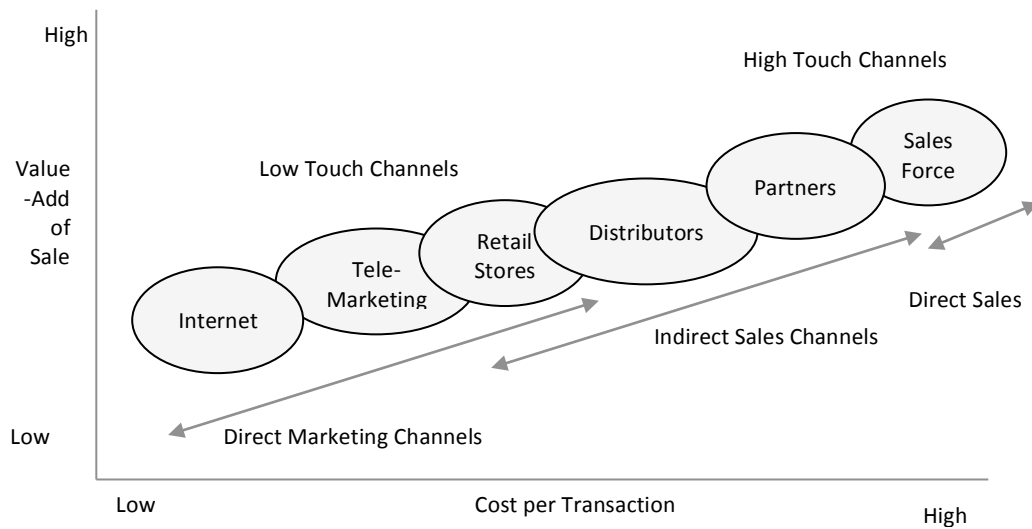 High
High Touch Channels
Sales
Force
Value
-Add
of
Sale
Low Touch Channels
Partners
Retail
Stores
Distributors
Tele-
Marketing
Internet
Direct Sales
Indirect Sales Channels
Low
Direct Marketing Channels
Low
Cost per Transaction
High